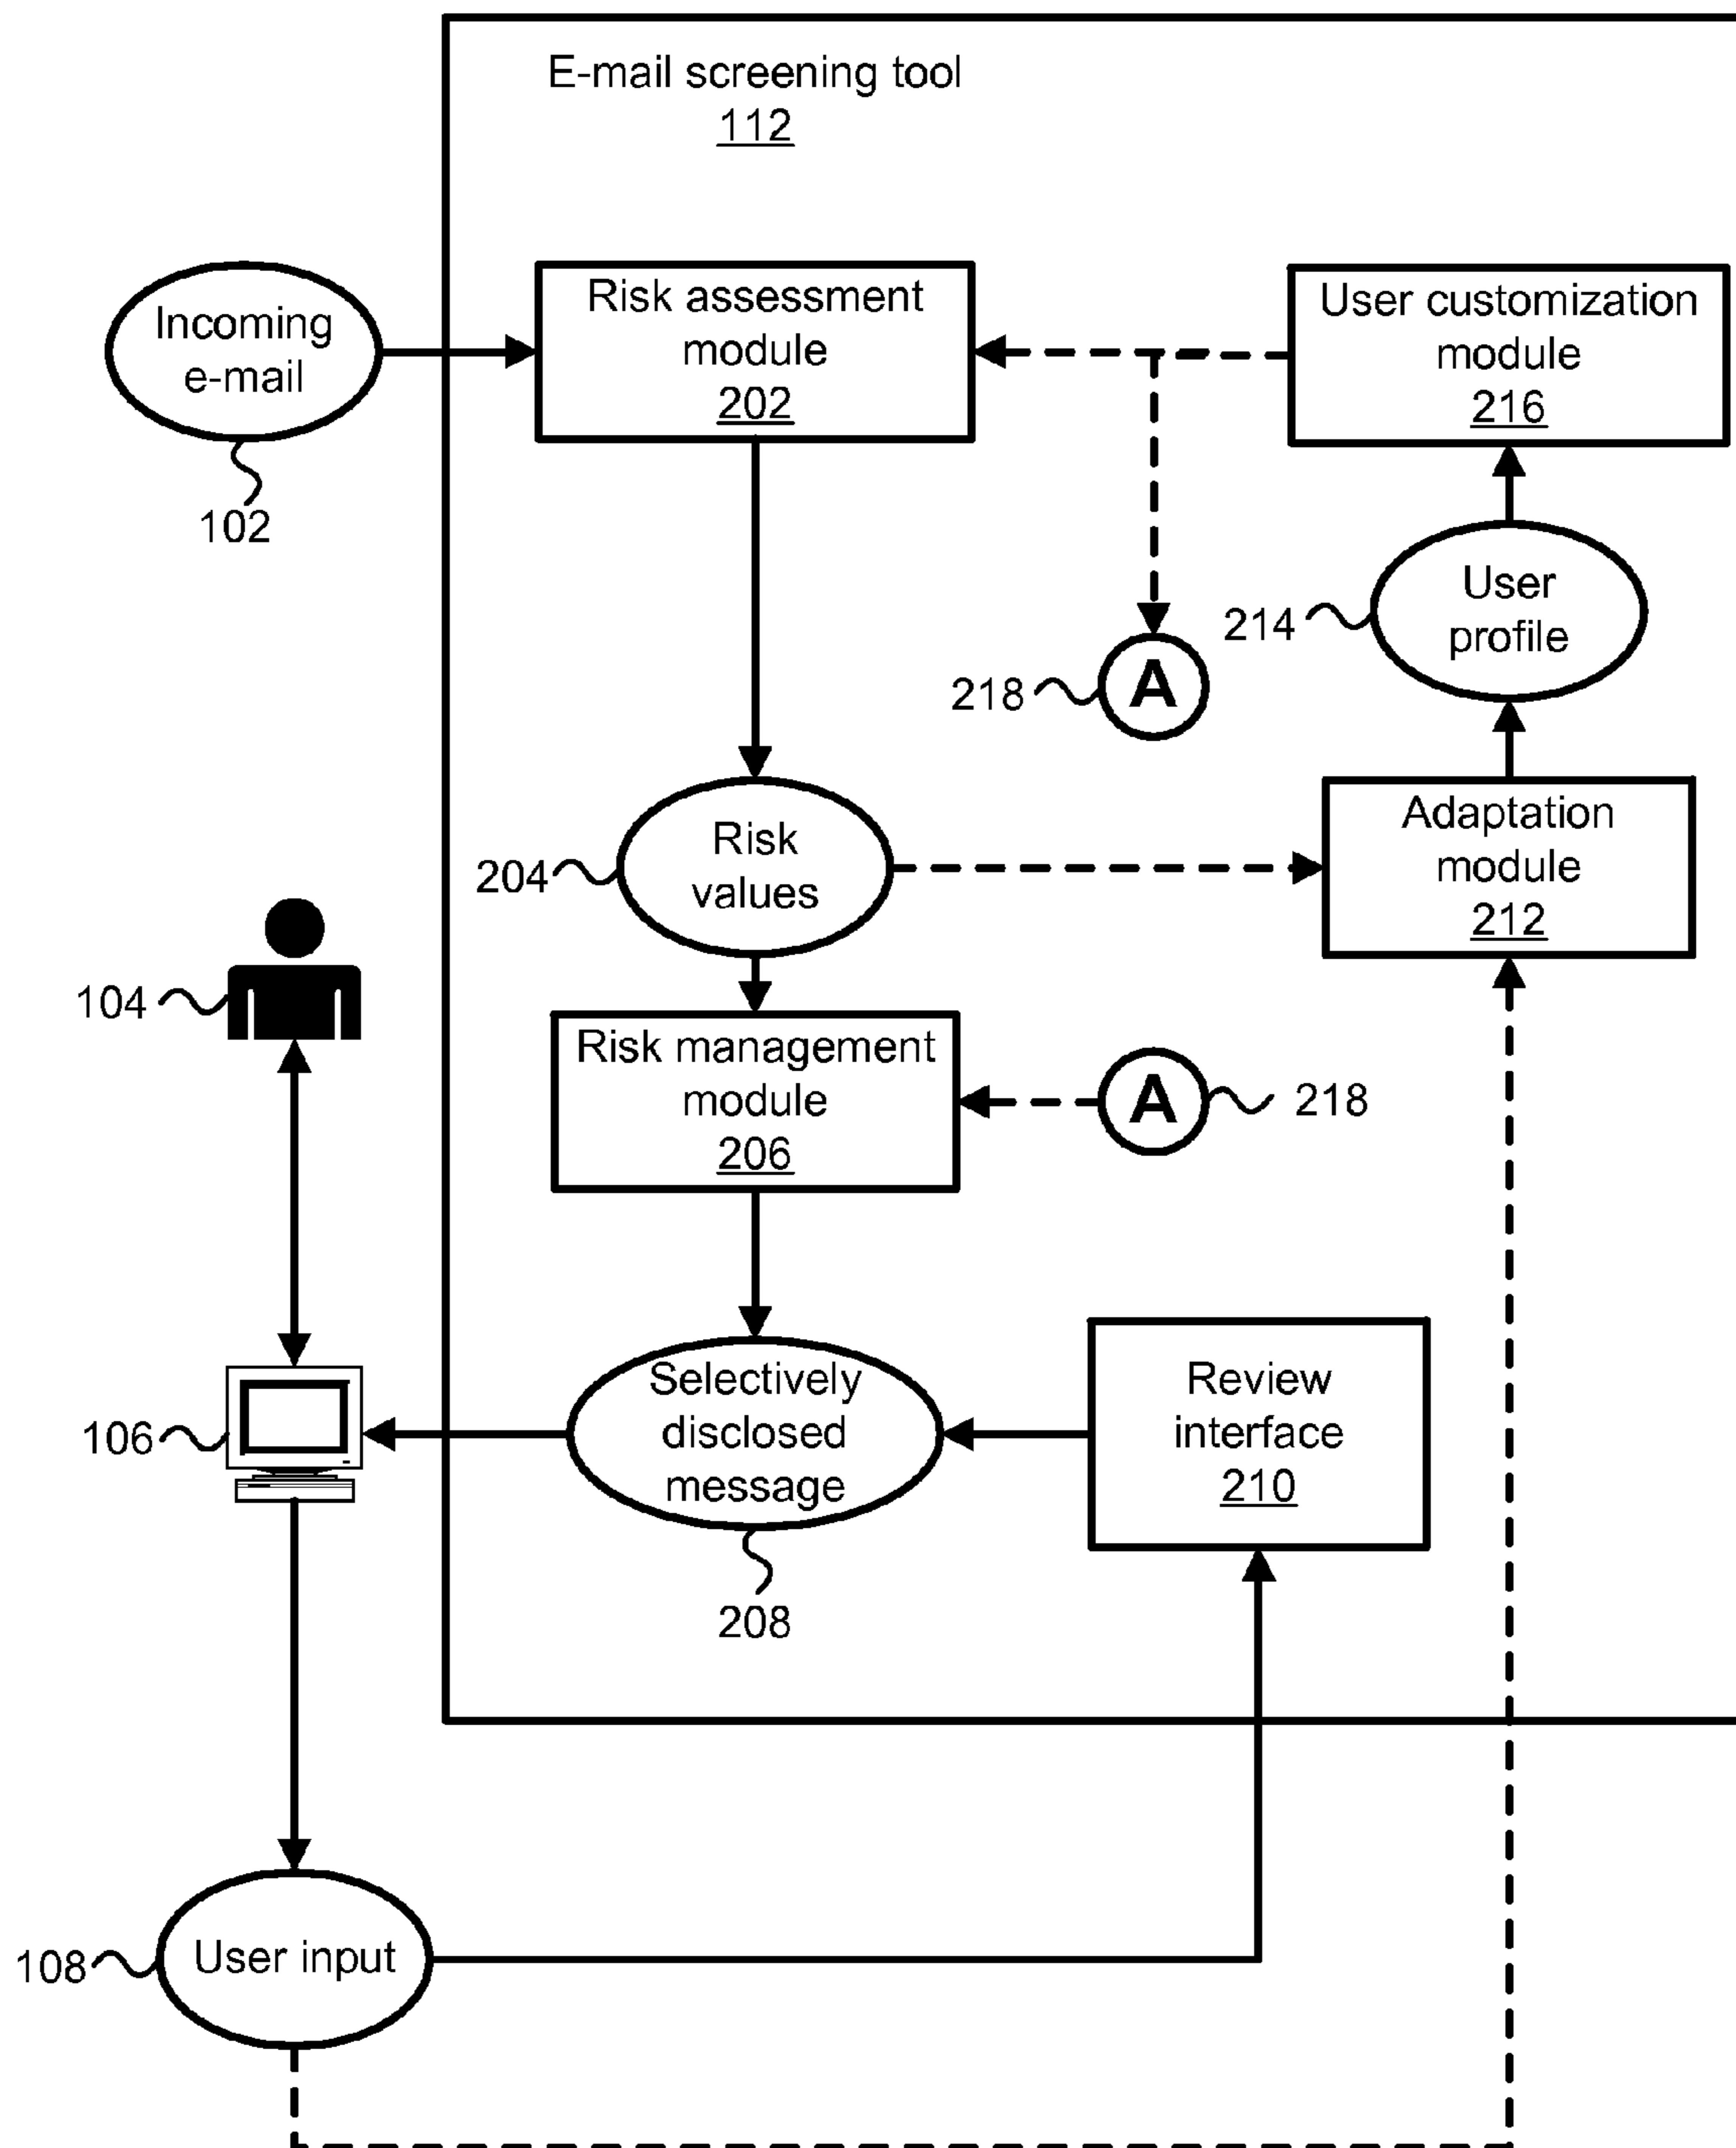 E-mail screening tool
112
Incoming
e-mail
102
Risk assessment
module
202
User customization
module
216
214
User
profile
218
A
204
Risk
values
Adaptation
module
212
104
Risk management
module
206
A
218
106
Selectively
disclosed
message
208
Review
interface
210
108
User input